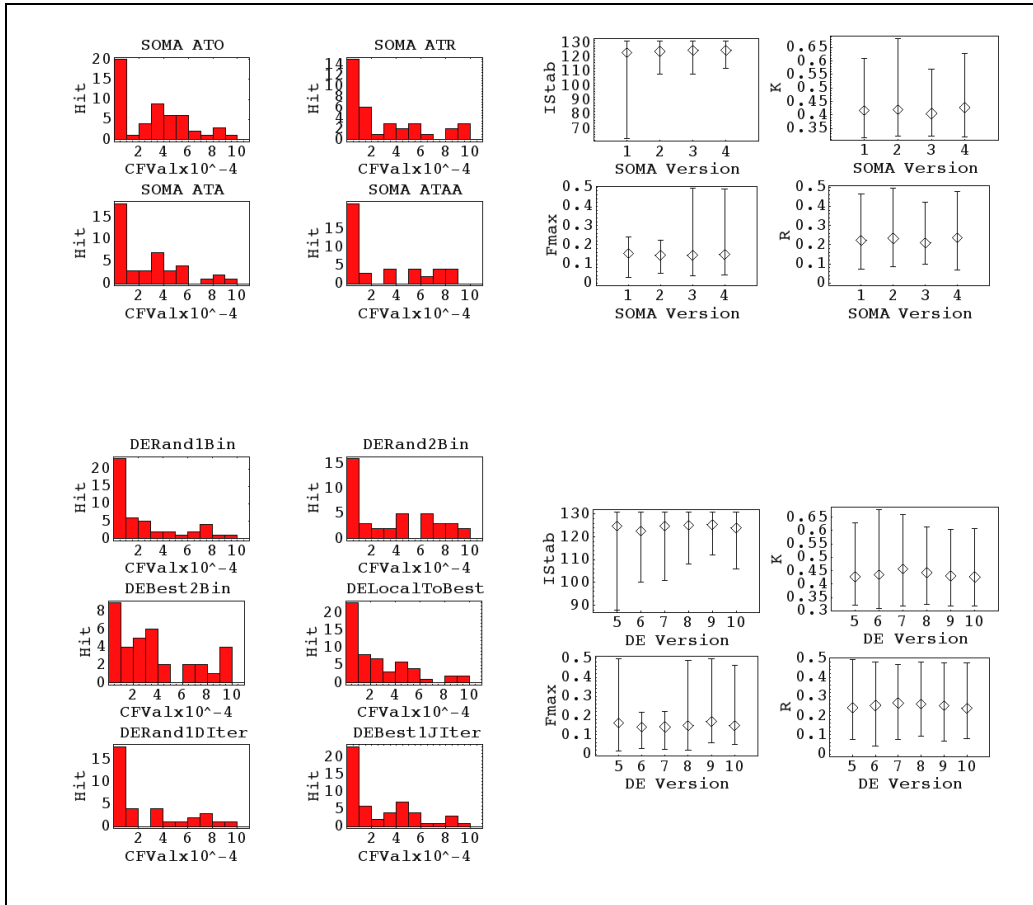 SOMA ATO
20
15
10
5
0
Hit
2 4 6 8 10
CFValx10^-4
SOMA ATR
14
12
10
8
6
4
2
0
Hit
2 4 6 8 10
CFValx10^-4
SOMA ATA
15
10
5
0
Hit
2 4 6 8 10
CFValx10^-4
SOMA ATAA
20
15
10
5
0
Hit
2 4 6 8 10
CFValx10^-4
130
120
110
100
90
80
70
IStab
1 2 3 4
SOMA Version
0.65
0.6
0.55
0.5
0.45
0.4
0.35
K
1 2 3 4
SOMA Version
0.5
0.4
0.3
0.2
0.1
0
Fmax
1 2 3 4
SOMA Version
0.5
0.4
0.3
0.2
0.1
0
R
1 2 3 4
SOMA Version
DERand1Bin
20
15
10
5
0
Hit
2 4 6 8 10
CFValx10^-4
DERand2Bin
15
10
5
0
Hit
2 4 6 8 10
CFValx10^-4
DEBest2Bin
8
6
4
2
0
Hit
2 4 6 8 10
CFValx10^-4
DELocalToBest
20
15
10
5
0
Hit
2 4 6 8 10
CFValx10^-4
DERand1DIter
15
10
5
0
Hit
2 4 6 8 10
CFValx10^-4
DEBest1JIter
20
15
10
5
0
Hit
2 4 6 8 10
CFValx10^-4
130
120
110
100
90
IStab
5 6 7 8 9 10
DE Version
0.65
0.6
0.55
0.5
0.45
0.4
0.35
0.3
K
5 6 7 8 9 10
DE Version
0.5
0.4
0.3
0.2
0.1
0
Fmax
5 6 7 8 9 10
DE Version
0.5
0.4
0.3
0.2
0.1
0
R
5 6 7 8 9 10
DE Version